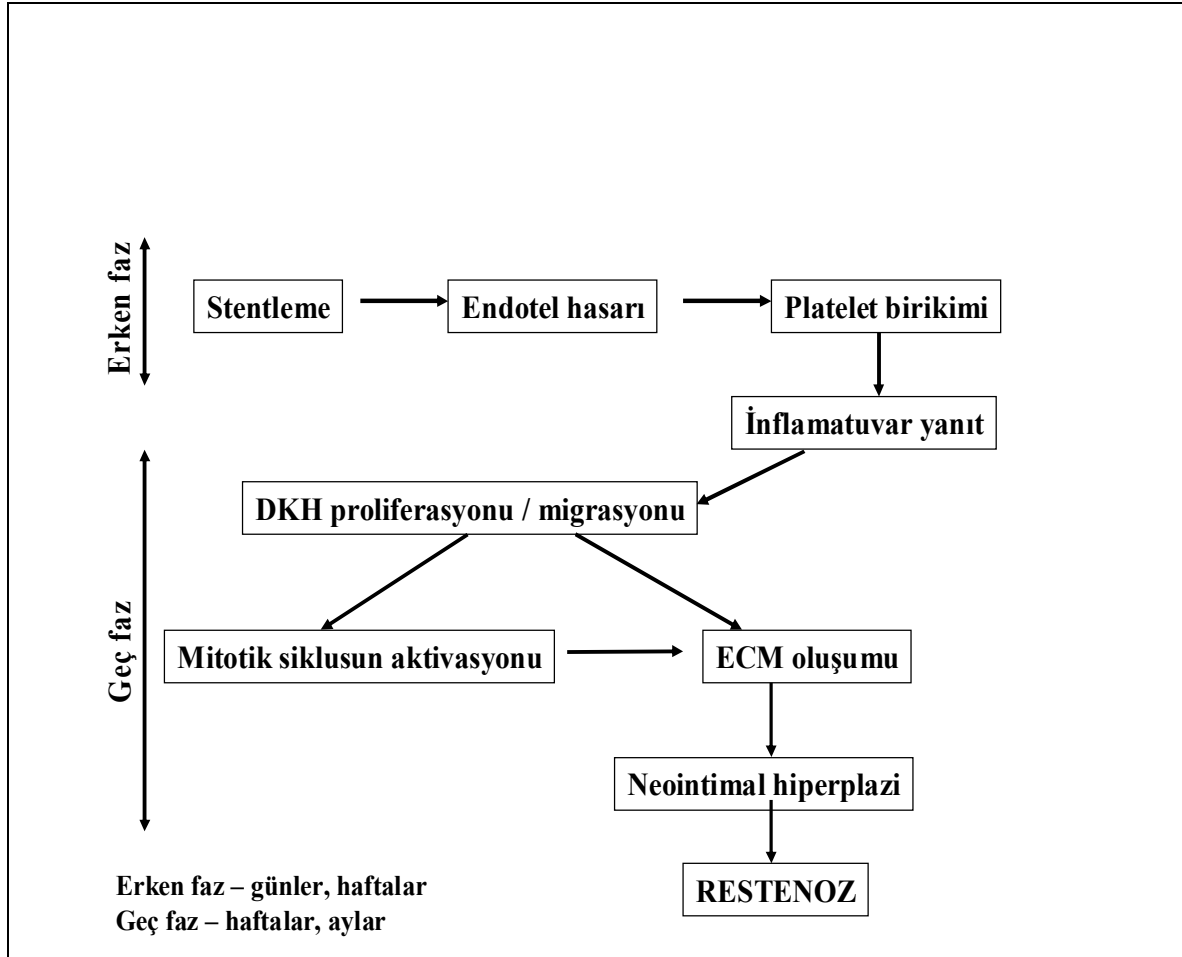 Erken faz
Stentleme
Endotel hasarı
Platelet birikimi
İnflamatuvar yanıt
Geç faz
DKH proliferasyonu / migrasyonu
Mitotik siklusun aktivasyonu
ECM oluşumu
Neointimal hiperplazi
RESTENOZ
Erken faz – günler, haftalar
Geç faz – haftalar, aylar